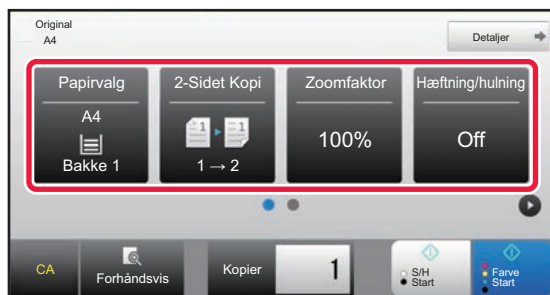 Original
A4
Detaljer
Papirvalg
A4
Bakke 1
2-Sidet Kopi
1 → 2
Zoomfaktor
100%
Hæftning/hulning
Off
CA
Forhåndsvis
Kopier
1
S/H
Start
Farve
Start